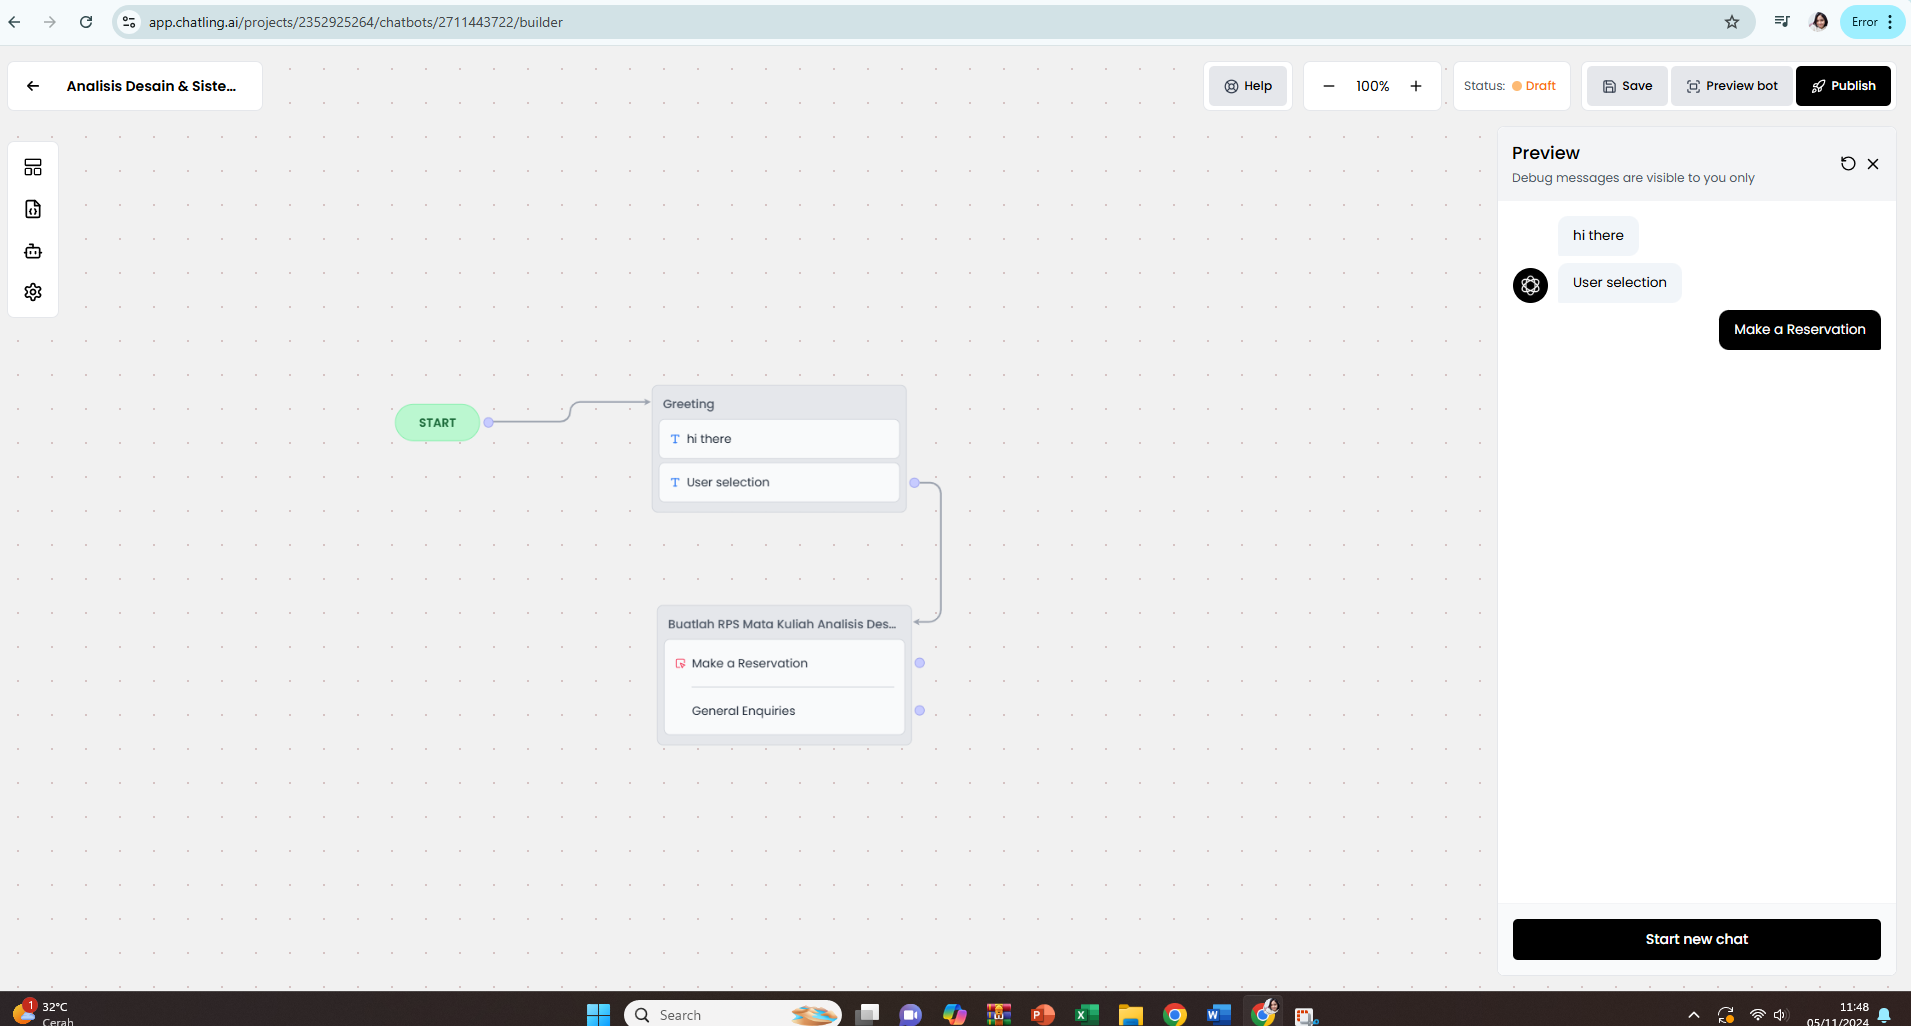 app.chatling.ai/projects/2352925264/chatbots/2711443722/builder
Error
Analisis Desain & Siste...
Help
100%
Status: Draft
Save
Preview bot
Publish
Preview
Debug messages are visible to you only
hi there
User selection
Make a Reservation
START
Greeting
hi there
User selection
Buatlah RPS Mata Kuliah Analisis Des...
Make a Reservation
General Enquiries
Start new chat
1
32°C
Cerah
Search
11:48
05/11/2024